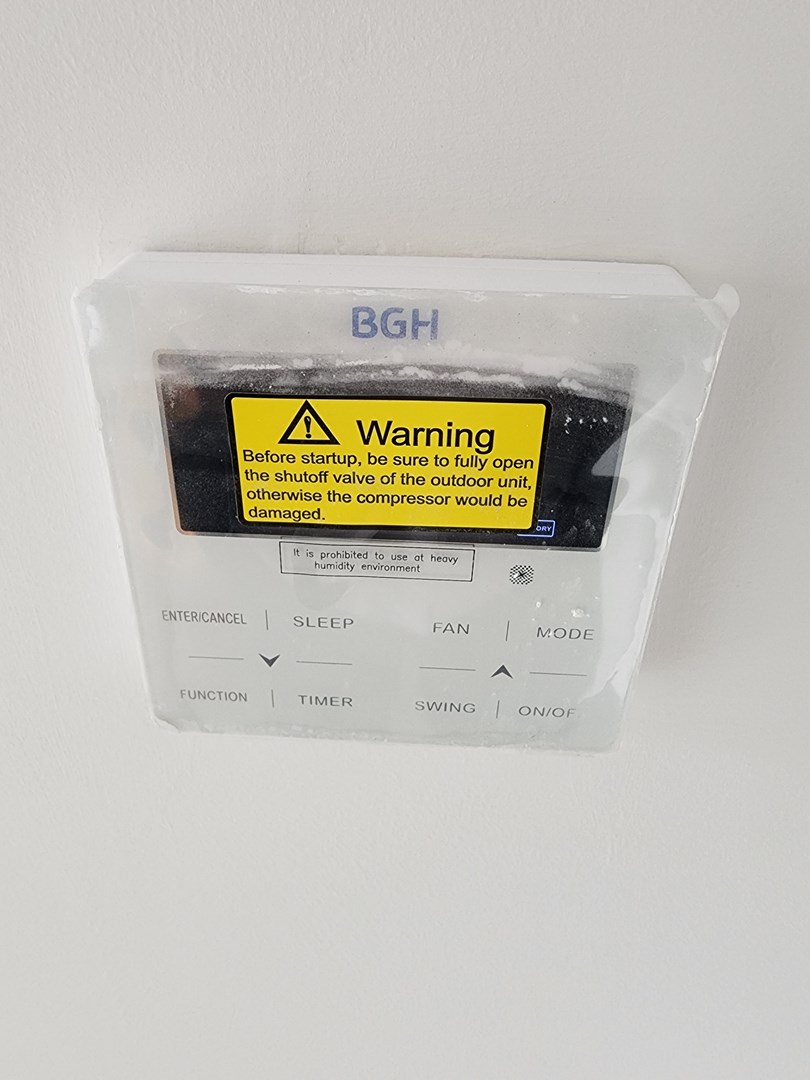 BGH
Warning
Before startup, be sure to fully open
the shutoff valve of the outdoor unit,
otherwise the compressor would be
damaged.
It is prohibited to use at heavy
humidity environment
ENTER/CANCEL | SLEEP
FAN | MODE
FUNCTION | TIMER
SWING | ON/OF